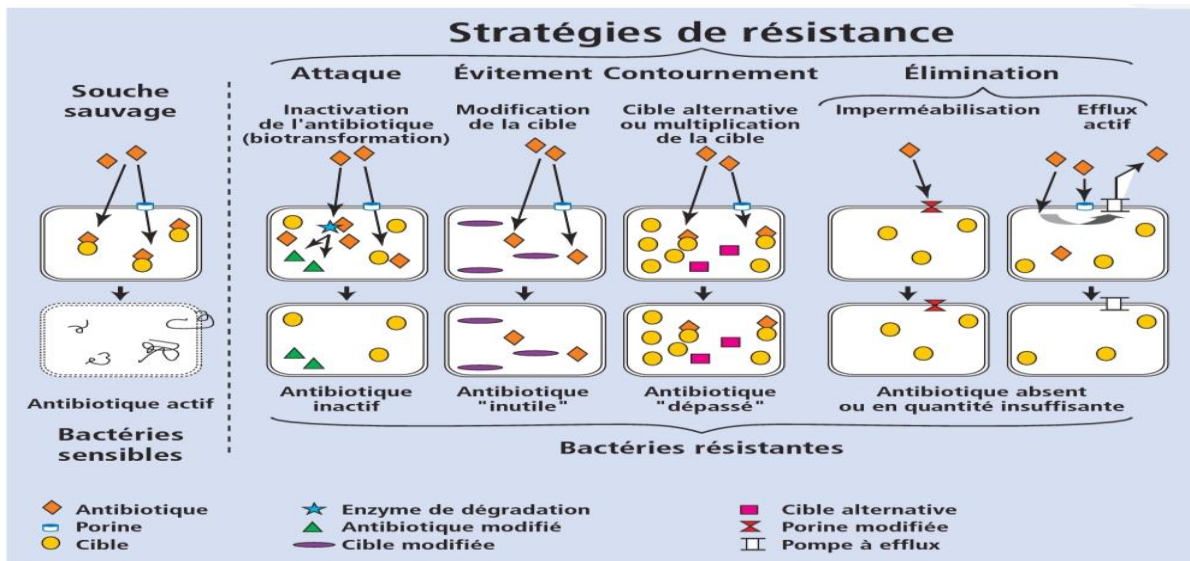 Stratégies de résistance
Souche
sauvage
Attaque
Inactivation
de l'antibiotique
(biotransformation)
Évitement
Modification
de la cible
Contournement
Cible alternative
ou multiplication
de la cible
Élimination
Imperméabilisation
Efflux
actif
Antibiotique actif
Antibiotique
inactif
Antibiotique
"inutile"
Antibiotique
"dépassé"
Antibiotique absent
ou en quantité insuffisante
Bactéries
sensibles
Bactéries résistantes
Antibiotique
Porine
Cible
Enzyme de dégradation
Antibiotique modifié
Cible modifiée
Cible alternative
Porine modifiée
Pompe à efflux